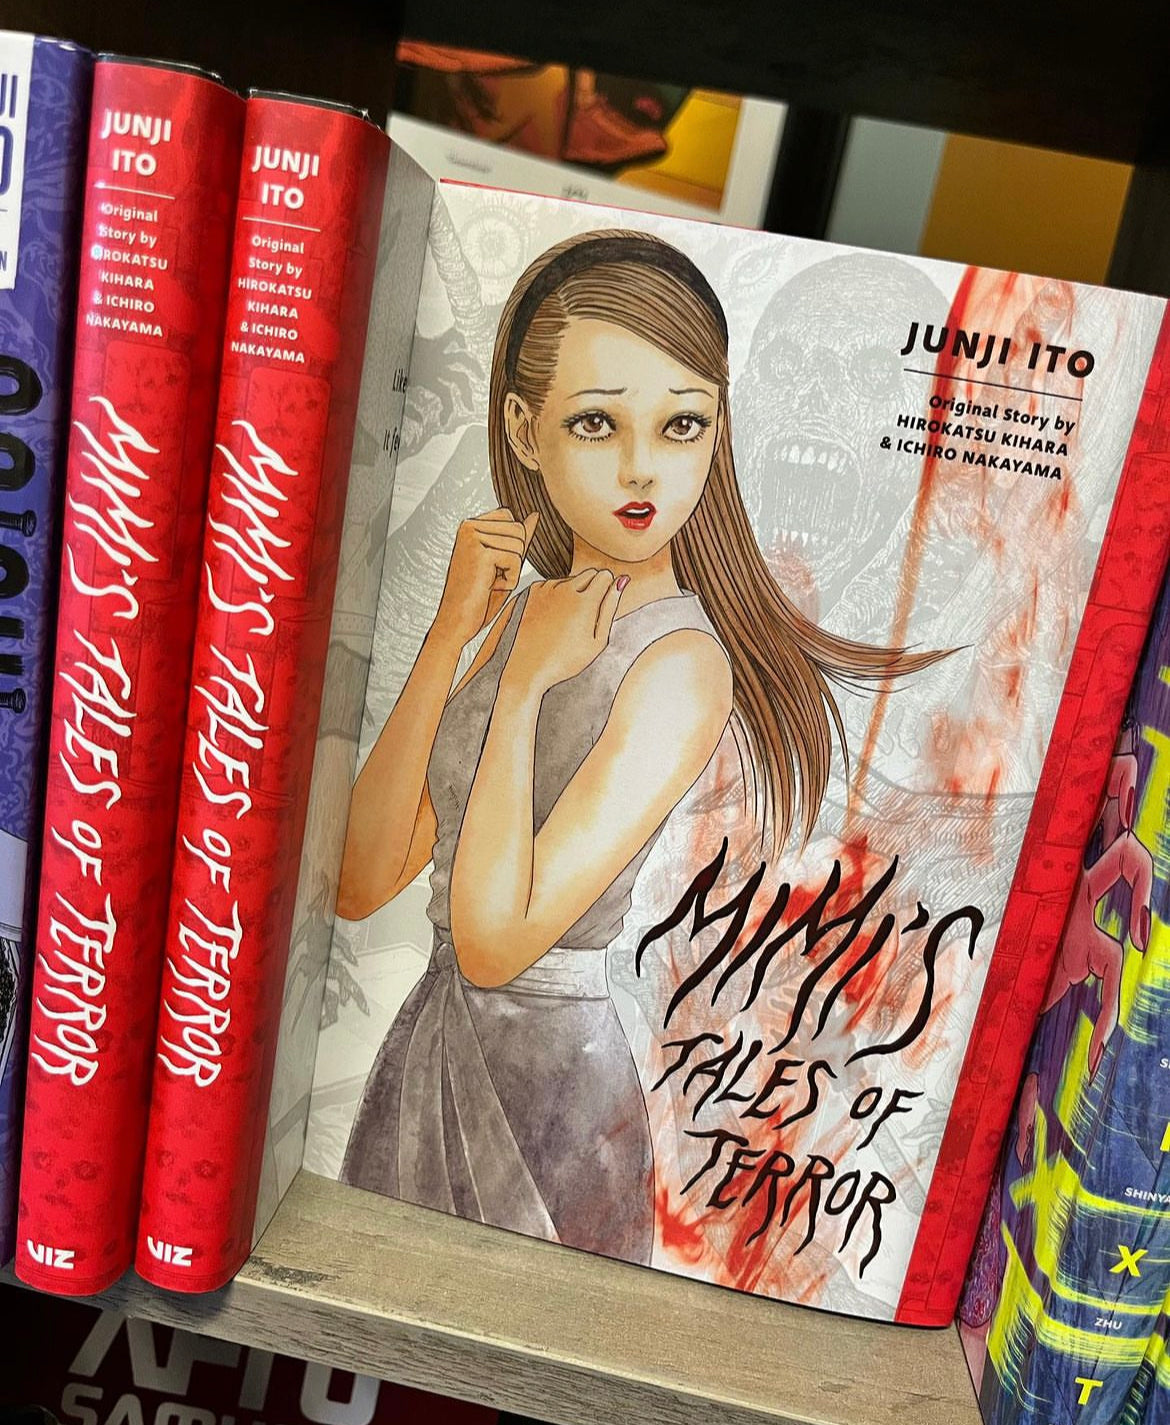 JUNJI
ITO
Original
Story by
HIROKATSU
KIHARA
& ICHIRO
NAKAYAMA
MIMI'S TALES OF TERROR
VIZ
JUNJI
ITO
Original
Story by
HIROKATSU
KIHARA
& ICHIRO
NAKAYAMA
MIMI'S TALES OF TERROR
VIZ
Like
JUNJI ITO
Original Story by
HIROKATSU KIHARA
& ICHIRO NAKAYAMA
MIMI'S
TALES OF
TERROR
X
ZHU
T